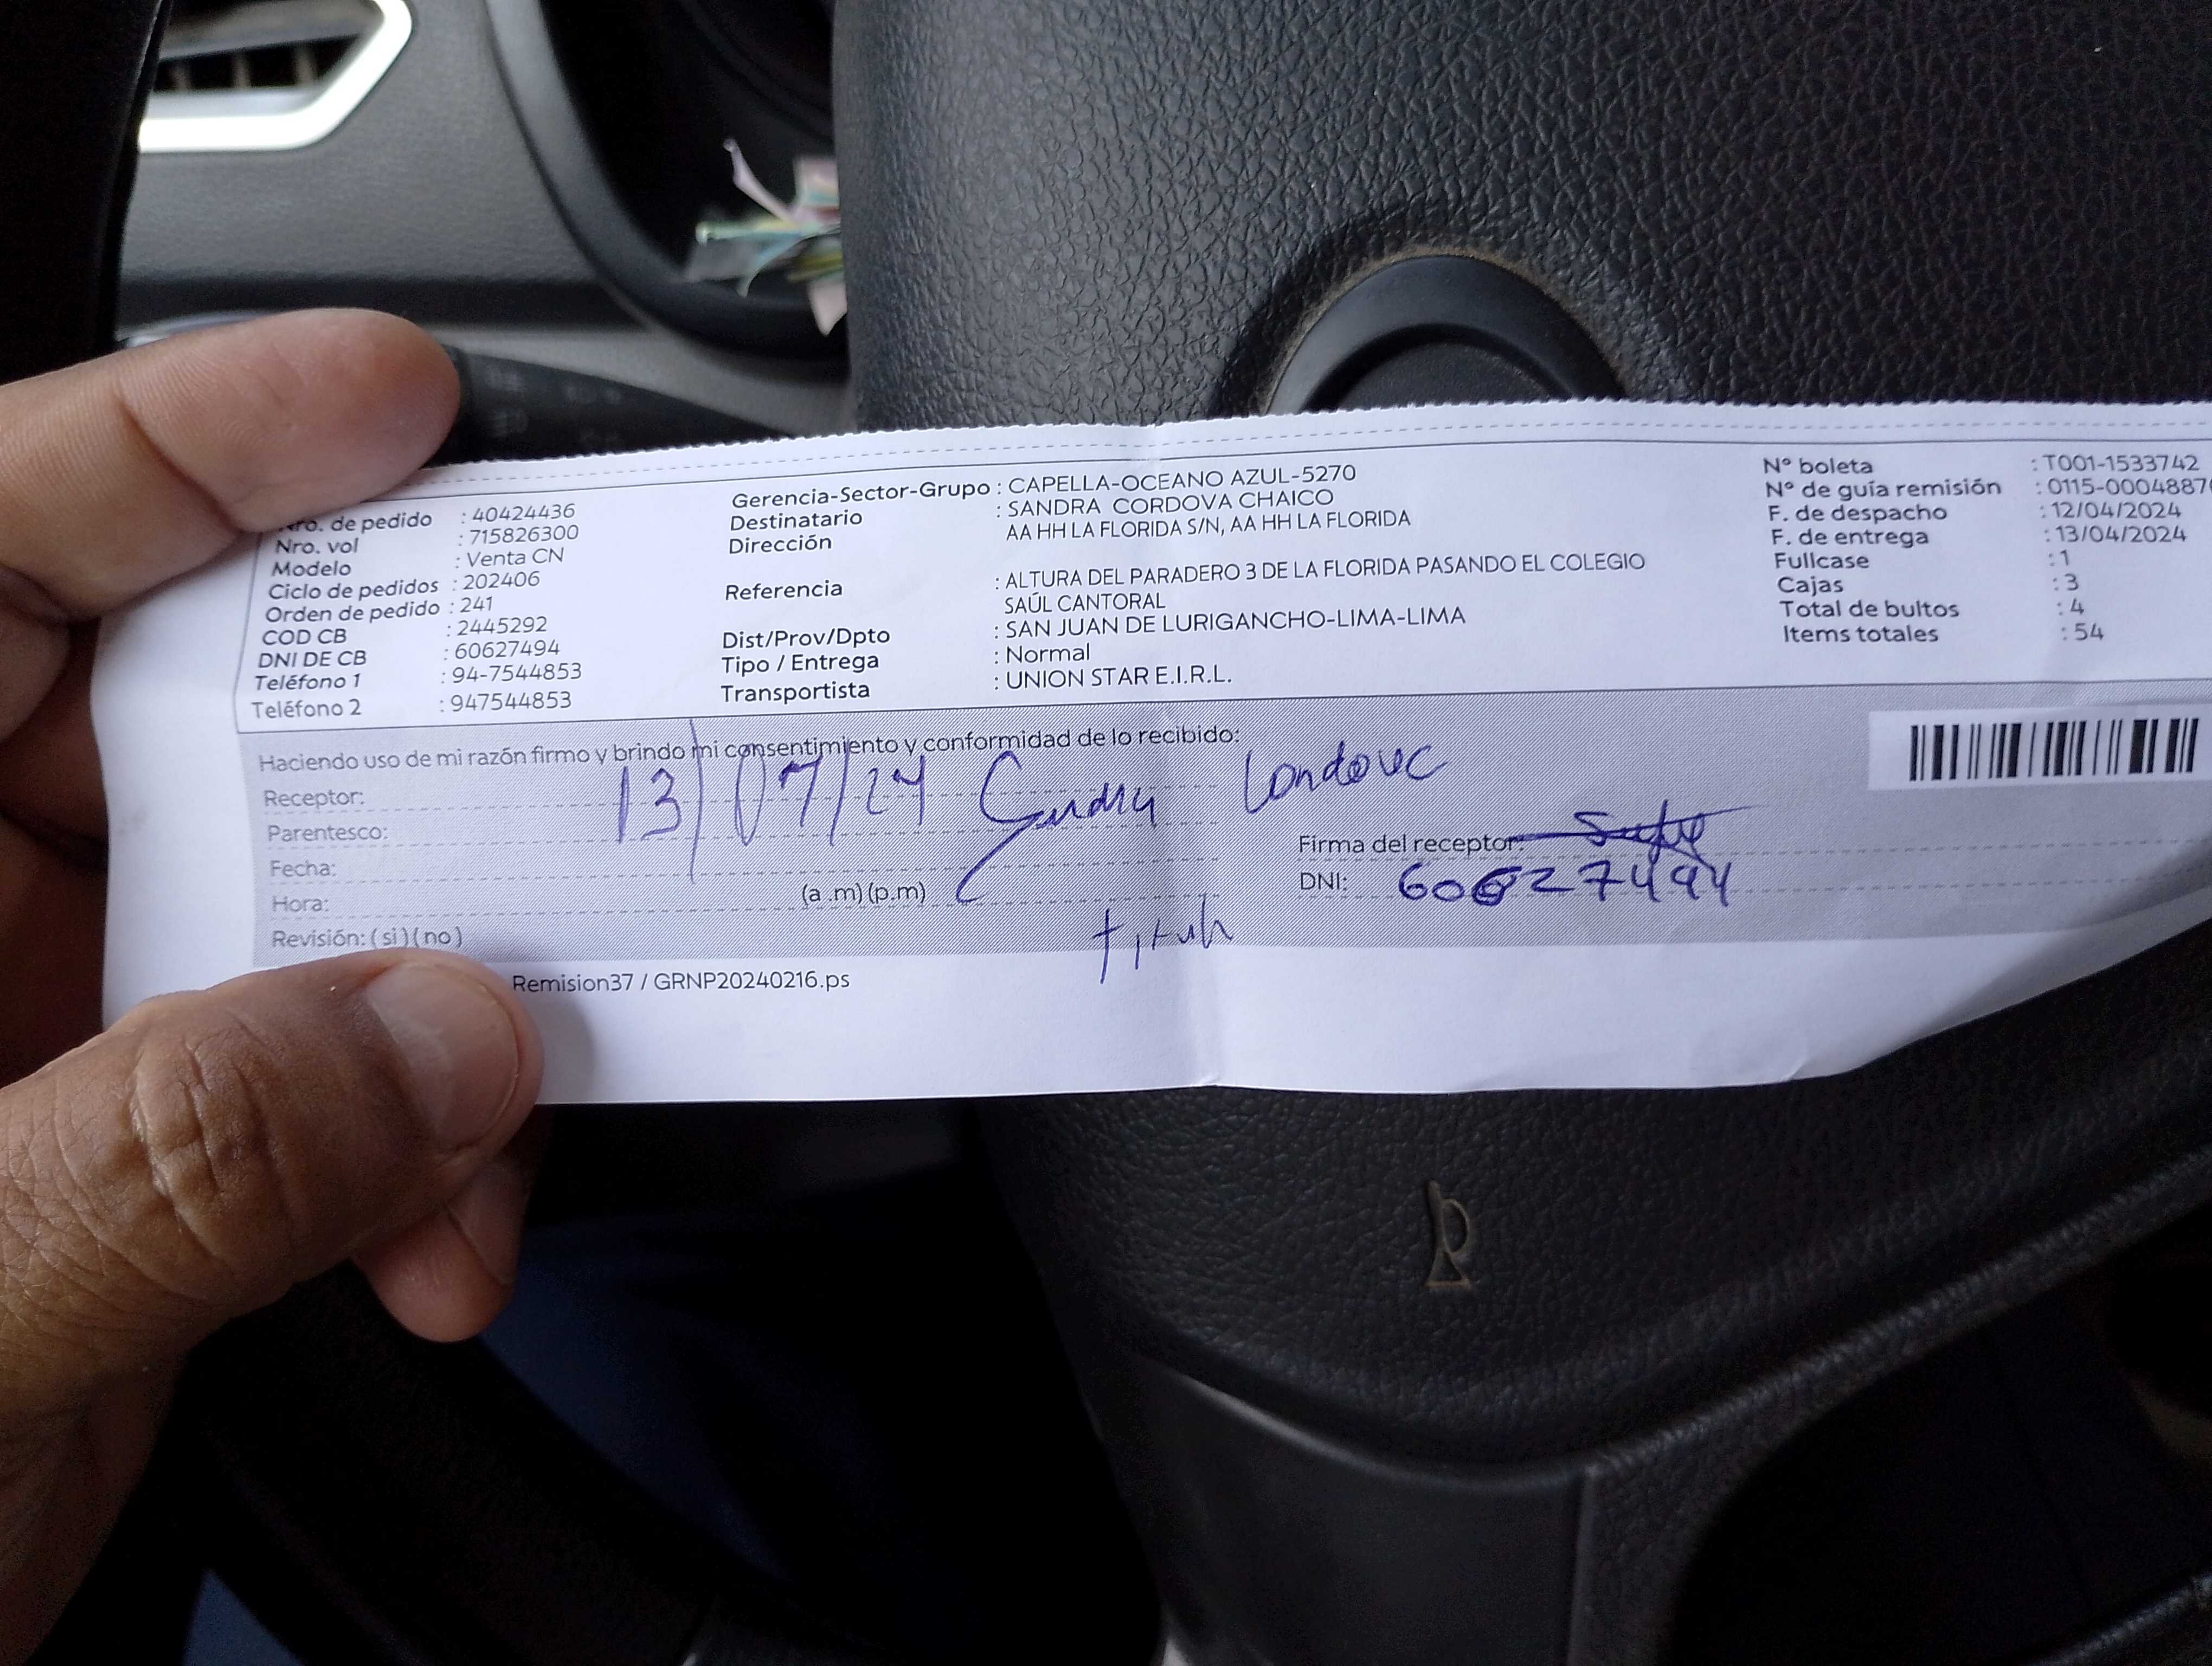 Nro. de pedido : 40424436
Nro. vol : 715826300
Modelo : Venta CN
Ciclo de pedidos : 202406
Orden de pedido : 241
COD CB : 2445292
DNI DE CB : 60627494
Teléfono 1 : 94-7544853
Teléfono 2 : 947544853
Gerencia-Sector-Grupo : CAPELLA-OCEANO AZUL-5270
Destinatario : SANDRA CORDOVA CHAICO
Dirección AA HH LA FLORIDA S/N, AA HH LA FLORIDA
Referencia : ALTURA DEL PARADERO 3 DE LA FLORIDA PASANDO EL COLEGIO
SAÚL CANTORAL
Dist/Prov/Dpto : SAN JUAN DE LURIGANCHO-LIMA-LIMA
Tipo / Entrega : Normal
Transportista : UNION STAR E.I.R.L.
Nº boleta : T001-1533742
Nº de guía remisión : 0115-0004887
F. de despacho : 12/04/2024
F. de entrega : 13/04/2024
Fullcase : 1
Cajas : 3
Total de bultos : 4
Items totales : 54
Haciendo uso de mi razón firmo y brindo mi consentimiento y conformidad de lo recibido:
Receptor:
Parentesco:
Fecha:
Hora: (a .m) (p.m)
Revisión: ( si ) ( no )
13/07/24
Firma del receptor:
DNI: 60627494
Remision37 / GRNP20240216.ps